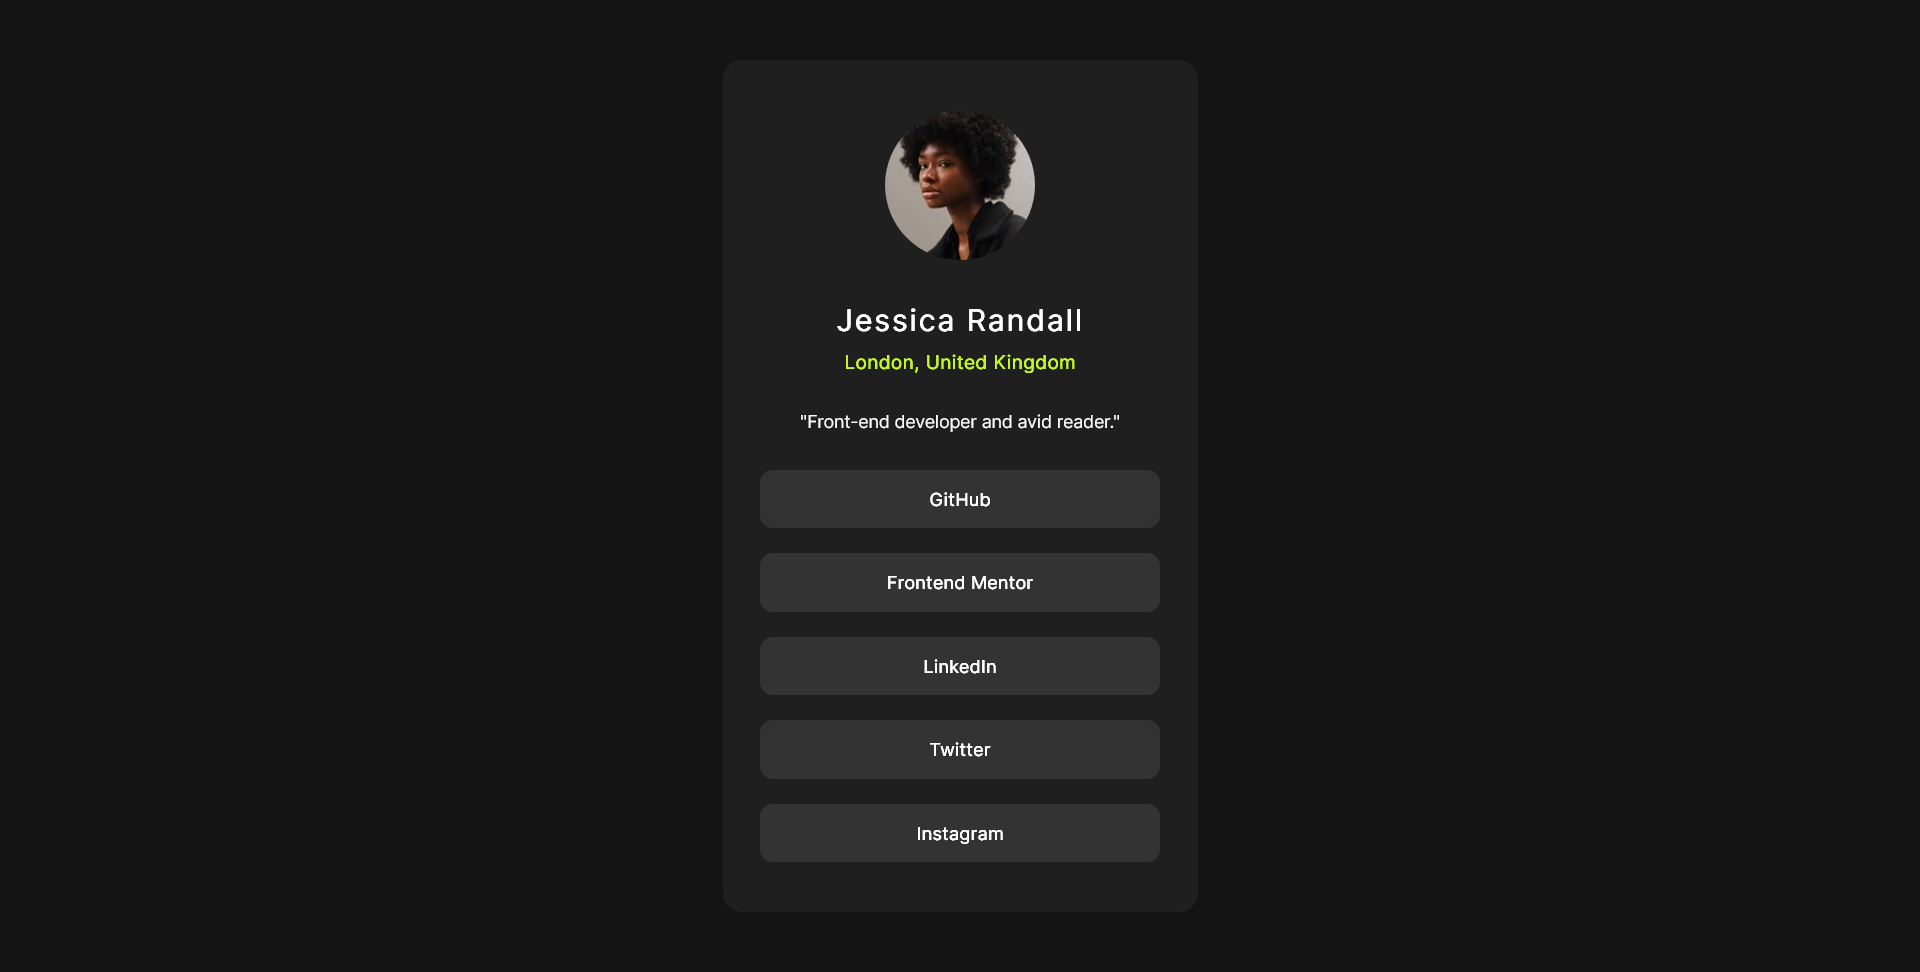 Jessica Randall
London, United Kingdom
"Front-end developer and avid reader."
GitHub
Frontend Mentor
LinkedIn
Twitter
Instagram